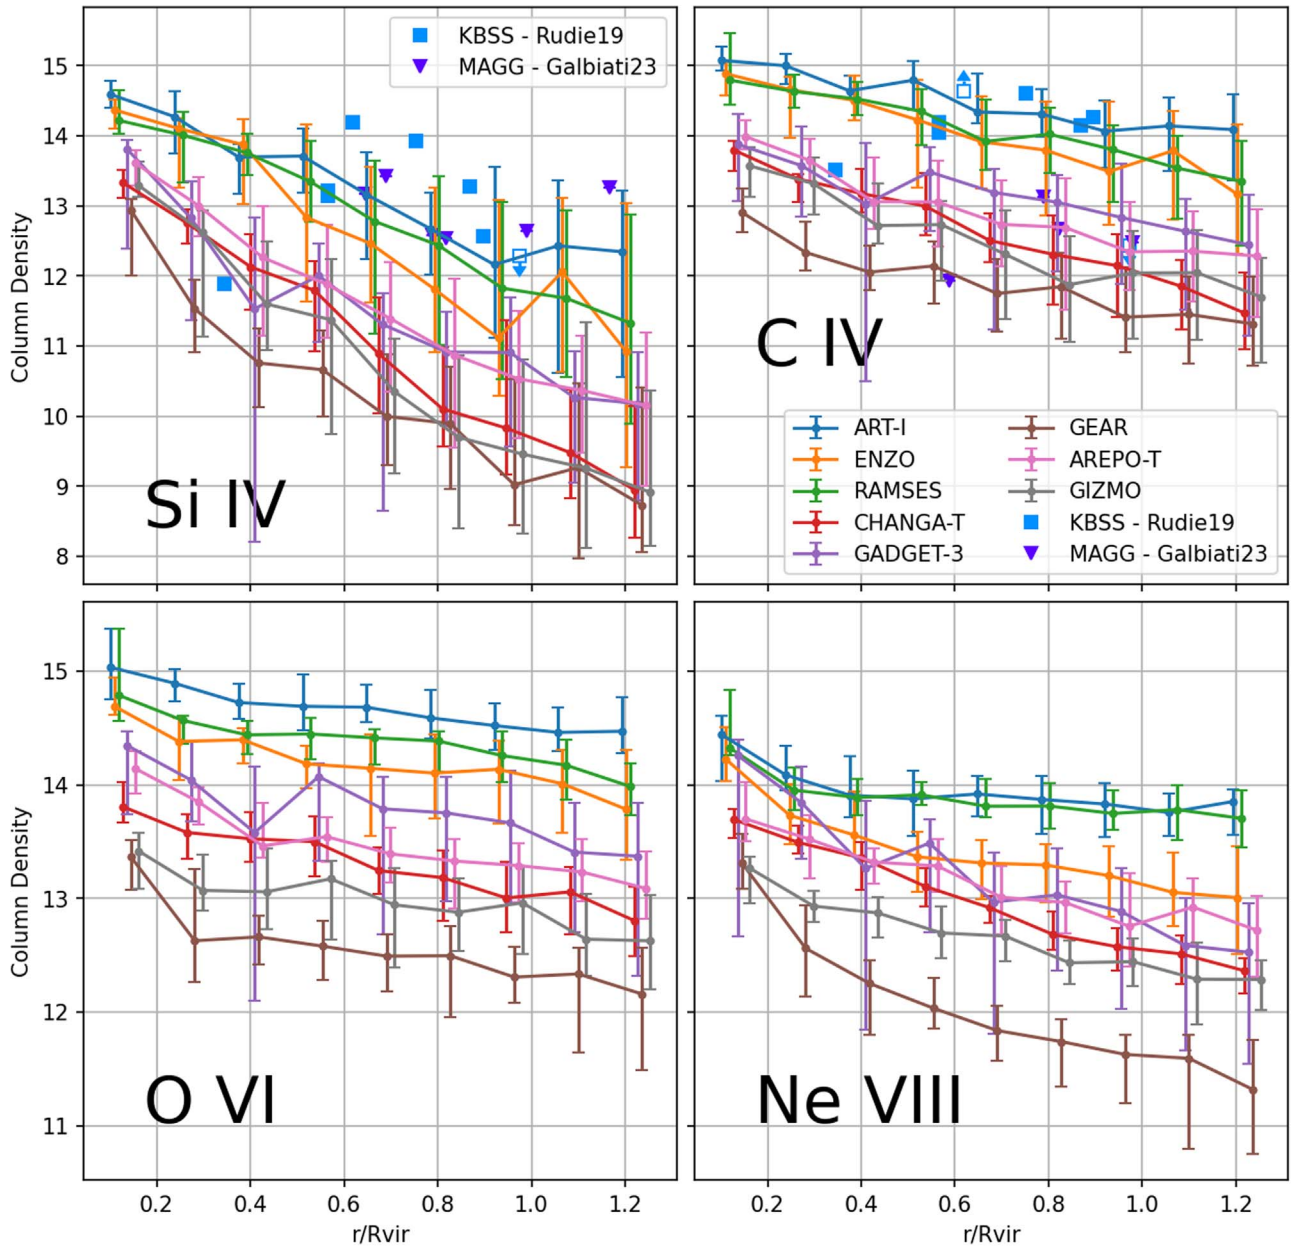 KBSS - Rudie19
MAGG - Galbiati23
15
14
13
12
11
10
9
8
Column Density
Si IV
C IV
ART-I
ENZO
RAMSES
CHANGA-T
GADGET-3
GEAR
AREPO-T
GIZMO
KBSS - Rudie19
MAGG - Galbiati23
15
14
13
12
11
Column Density
O VI
Ne VIII
0.2 0.4 0.6 0.8 1.0 1.2
r/Rvir
0.2 0.4 0.6 0.8 1.0 1.2
r/Rvir